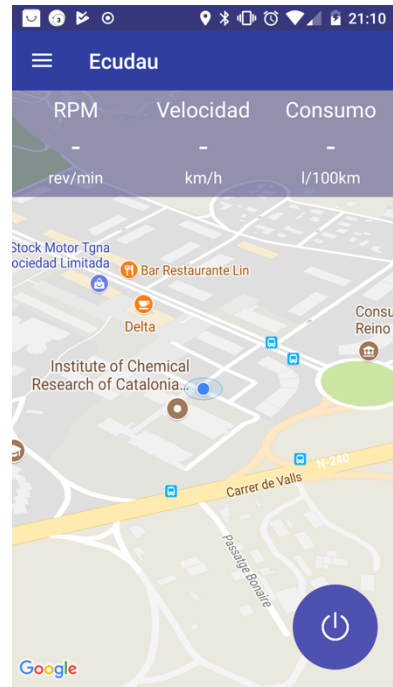 21:10
Ecudau
RPM Velocidad Consumo
- - -
rev/min km/h l/100km
Stock Motor Tgna
ociedad Limitada
Bar Restaurante Lin
Delta
Consu
Reino
Institute of Chemical
Research of Catalonia...
N-240
Carrer de Valls
Passatge Bonaire
Google